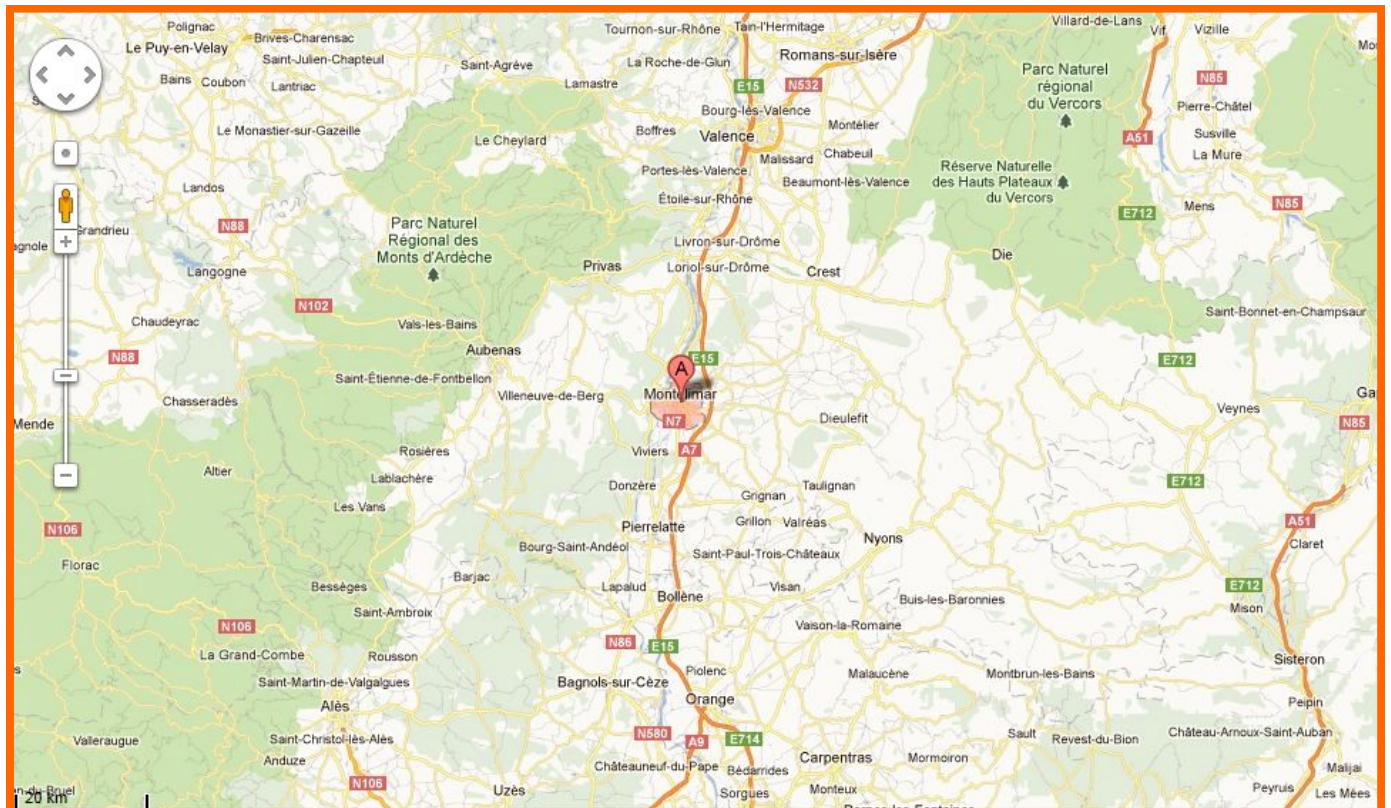 Polignac
Brives-Charensac
Tournon-sur-Rhône
Tain-l'Hermitage
Villard-de-Lans
Vif
Vizille
Le Puy-en-Velay
Saint-Julien-Chapteuil
Saint-Agrève
La Roche-de-Glun
Romans-sur-Isère
Bains
Coubon
Lantriac
Lamastre
E15
N532
Parc Naturel
régional
du Vercors
N85
Pierre-Châtel
Le Monastier-sur-Gazeille
Le Cheylard
Boffres
Bourg-lès-Valence
Valence
Montélier
A51
Susville
La Mure
Malissard
Chabeuil
Portes-lès-Valence
Beaumont-lès-Valence
Réserve Naturelle
des Hauts Plateaux
du Vercors
Landos
Étoile-sur-Rhône
E712
Mens
N85
Grandrieu
N88
Parc Naturel
Régional des
Monts d'Ardèche
Livron-sur-Drôme
Langogne
Privas
Loriol-sur-Drôme
Crest
Die
N102
Chaudeyrac
Vals-les-Bains
Saint-Bonnet-en-Champsaur
N88
Aubenas
E15
E712
A
Saint-Étienne-de-Fontbellon
Villeneuve-de-Berg
Montélimar
Chasseradès
Mende
N7
Dieulefit
Veynes
N85
Rosières
Viviers
A7
Altier
Lablachère
Donzère
Taulignan
E712
Les Vans
Grignan
N106
Pierrelatte
Grillon
Valréas
A51
Nyons
Claret
Bourg-Saint-Andéol
Saint-Paul-Trois-Châteaux
Florac
Bessèges
Barjac
Lapalud
Visan
E712
Bollène
Buis-les-Baronnies
Mison
Saint-Ambroix
N106
N86
E15
Vaison-la-Romaine
La Grand-Combe
Rousson
Piolenc
Sisteron
Saint-Martin-de-Valgalgues
Bagnols-sur-Cèze
Malaucène
Montbrun-les-Bains
Alès
Orange
Peipin
Valleraugue
Saint-Christol-lès-Alès
N580
A9
E714
Sault
Revest-du-Bion
Château-Arnoux-Saint-Auban
Anduze
Châteauneuf-du-Pape
Bédarrides
Carpentras
Mormoiron
Malijai
N106
Uzès
Sorgues
Monteux
Peyruis
Les Mées
20 km